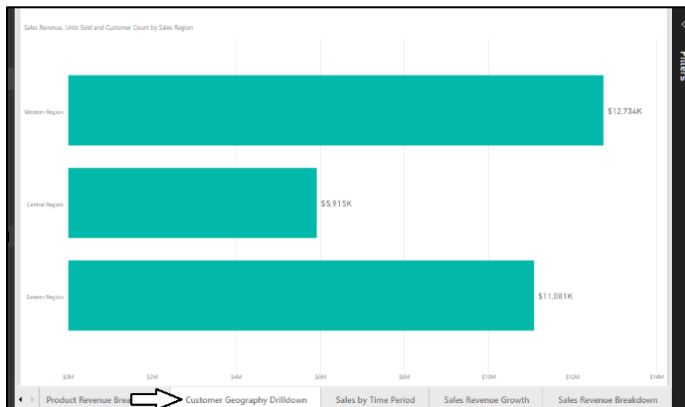 Sales Revenue, Units Sold and Customer Count by Sales Region
Western Region
$12,734K
Central Region
$5,915K
Eastern Region
$11,081K
$0M $2M $4M $6M $8M $10M $12M $14M
Filters
Product Revenue Customer Geography Drilldown Sales by Time Period Sales Revenue Growth Sales Revenue Breakdown